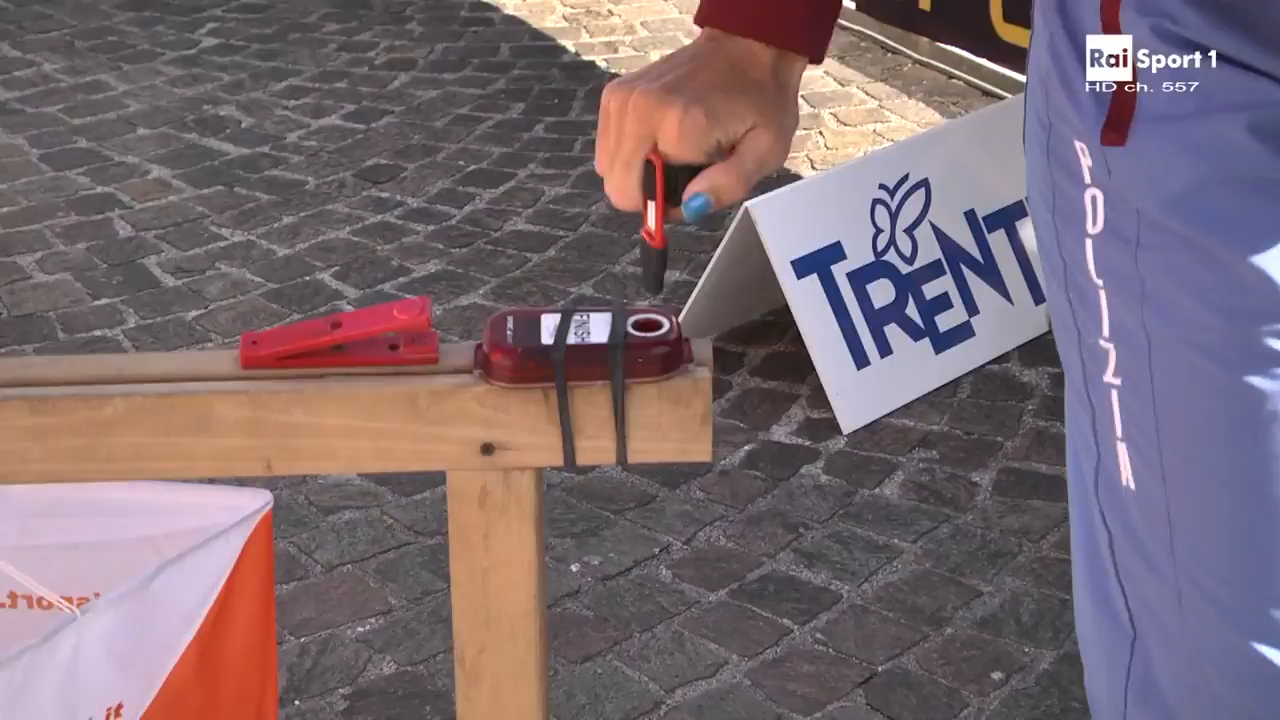 Rai Sport 1
HD ch. 557
TRENT
POLIZIA
FINISH